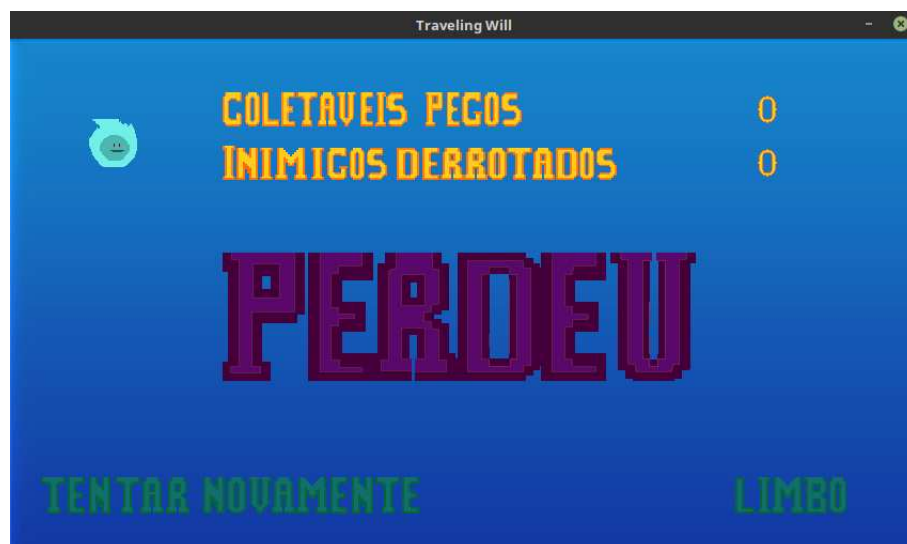 Traveling Will
COLETAVEIS PEGOS 0
INIMIGOS DERROTADOS 0
PERDEU
TENTAR NOVAMENTE LIMBO